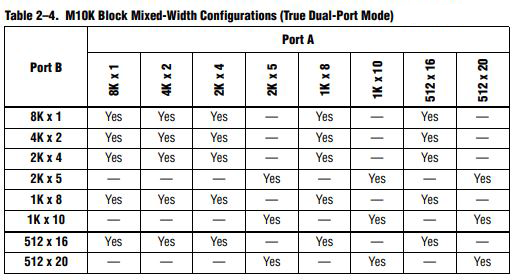 Table 2–4. M10K Block Mixed-Width Configurations (True Dual-Port Mode)
Port B Port A
8K x 1 4K x 2 2K x 4 2K x 5 1K x 8 1K x 10 512 x 16 512 x 20
8K x 1 Yes Yes Yes — Yes — Yes —
4K x 2 Yes Yes Yes — Yes — Yes —
2K x 4 Yes Yes Yes — Yes — Yes —
2K x 5 — — — Yes — Yes — Yes
1K x 8 Yes Yes Yes — Yes — Yes —
1K x 10 — — — Yes — Yes — Yes
512 x 16 Yes Yes Yes — Yes — Yes —
512 x 20 — — — Yes — Yes — Yes